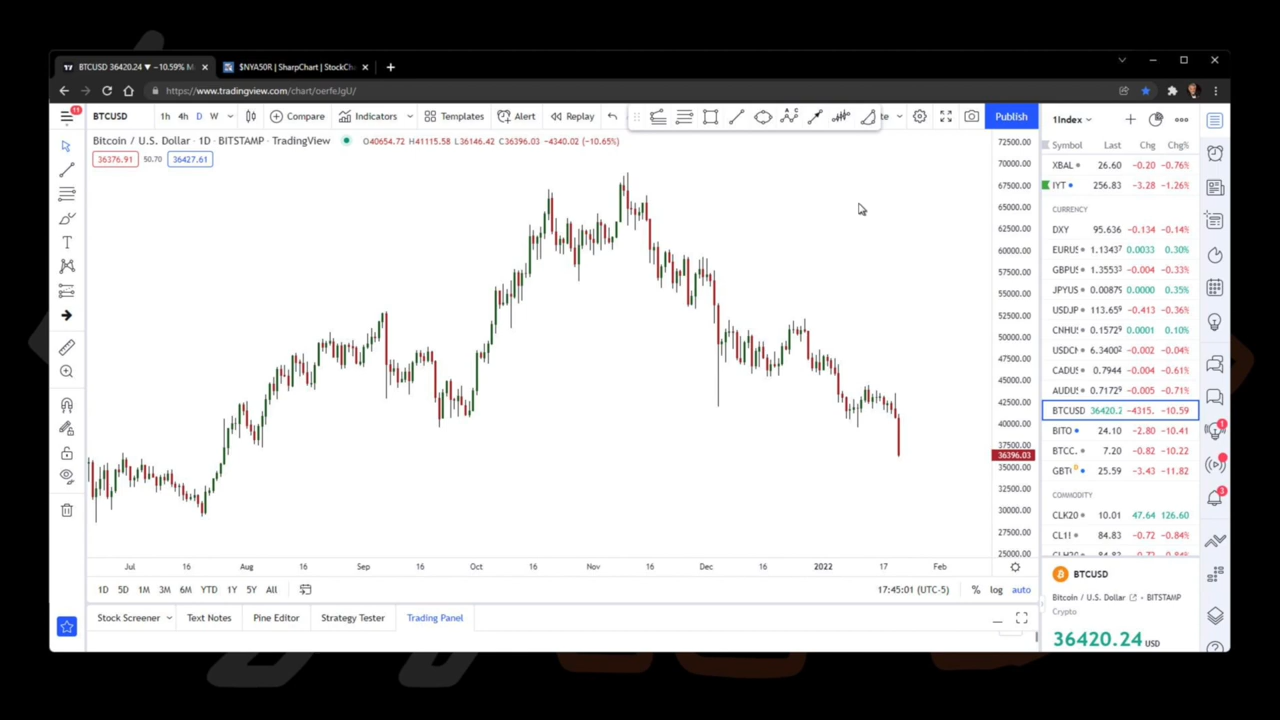 BTCUSD 36420.24 ▼ −10.59% M
$NYA50R | SharpChart | StockCh
https://www.tradingview.com/chart/oerfeJgU/
11
BTCUSD 1h 4h D W Compare Indicators Templates Alert Replay Publish
Bitcoin / U.S. Dollar · 1D · BITSTAMP · TradingView O40654.72 H41115.58 L36146.42 C36396.03 −4340.02 (−10.65%)
36376.91 50.70 36427.61
72500.00
70000.00
67500.00
65000.00
62500.00
60000.00
57500.00
55000.00
52500.00
50000.00
47500.00
45000.00
42500.00
40000.00
37500.00
36396.03
35000.00
32500.00
30000.00
27500.00
25000.00
Jul 16 Aug 16 Sep 16 Oct 16 Nov 16 Dec 16 2022 17 Feb
1D 5D 1M 3M 6M YTD 1Y 5Y All 17:45:01 (UTC-5) % log auto
Stock Screener Text Notes Pine Editor Strategy Tester Trading Panel
1Index
Symbol Last Chg Chg%
XBAL 26.60 −0.20 −0.76%
IYT 256.83 −3.28 −1.26%
CURRENCY
DXY 95.636 −0.134 −0.14%
EURUS 1.13437 0.0033 0.30%
GBPUS 1.35533 −0.004 −0.33%
JPYUS 0.00879 0.0000 0.35%
USDJP 113.659 −0.413 −0.36%
CNHUS 0.15729 0.0001 0.10%
USDCN 6.34002 −0.002 −0.04%
CADUS 0.7944 −0.004 −0.61%
AUDUS 0.71729 −0.005 −0.71%
BTCUSD 36420.2 −4315. −10.59
BITO 24.10 −2.80 −10.41
BTCC. 7.20 −0.82 −10.22
GBT 25.59 −3.43 −11.82
COMMODITY
CLK20 10.01 47.64 126.60
CL1! 84.83 −0.72 −0.84%
BTCUSD
Bitcoin / U.S. Dollar · BITSTAMP
Crypto
36420.24 USD
1
3